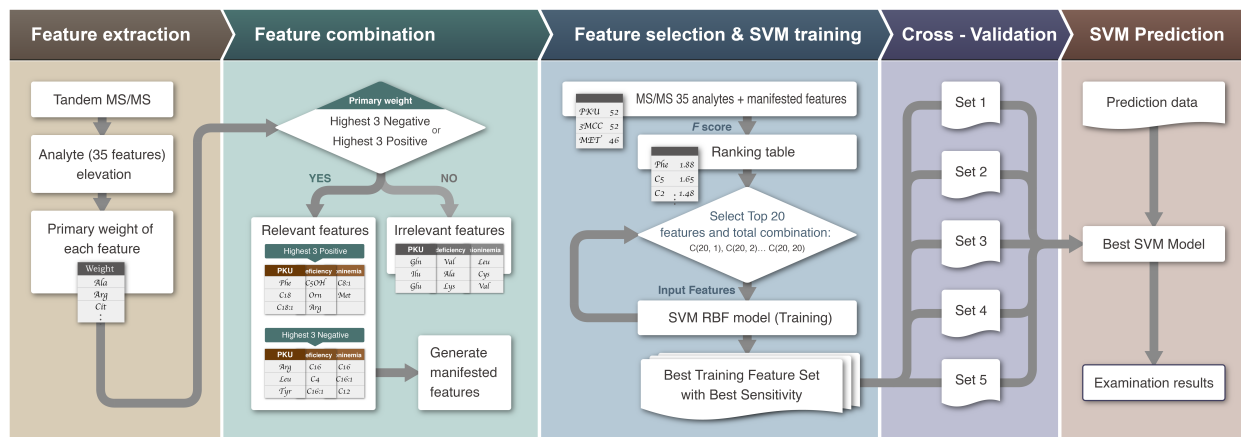 Feature extraction
Feature combination
Feature selection & SVM training
Cross - Validation
SVM Prediction
Tandem MS/MS
Analyte (35 features)
elevation
Primary weight of
each feature
Weight
Ala
Arg
Cit
:
Primary weight
Highest 3 Negative
or
Highest 3 Positive
YES
NO
Relevant features
Highest 3 Positive
PKU eficiency oninemia
Phe C5OH C8:1
C18 Orn Met
C18:1 Arg
Highest 3 Negative
PKU eficiency oninemia
Arg C16 C16
Leu C4 C16:1
Tyr C16:1 C12
Irrelevant features
PKU deficiency ioninemia
Gln Val Leu
Ilu Ala Cys
Glu Lys Val
Generate
manifested
features
MS/MS 35 analytes + manifested features
PKU 52
3MCC 52
MET 46
F score
Ranking table
Phe 1.88
C5 1.65
C2 1.48
:
Select Top 20
features and total combination:
C(20, 1), C(20, 2)... C(20, 20)
Input Features
SVM RBF model (Training)
Best Training Feature Set
with Best Sensitivity
Set 1
Set 2
Set 3
Set 4
Set 5
Prediction data
Best SVM Model
Examination results